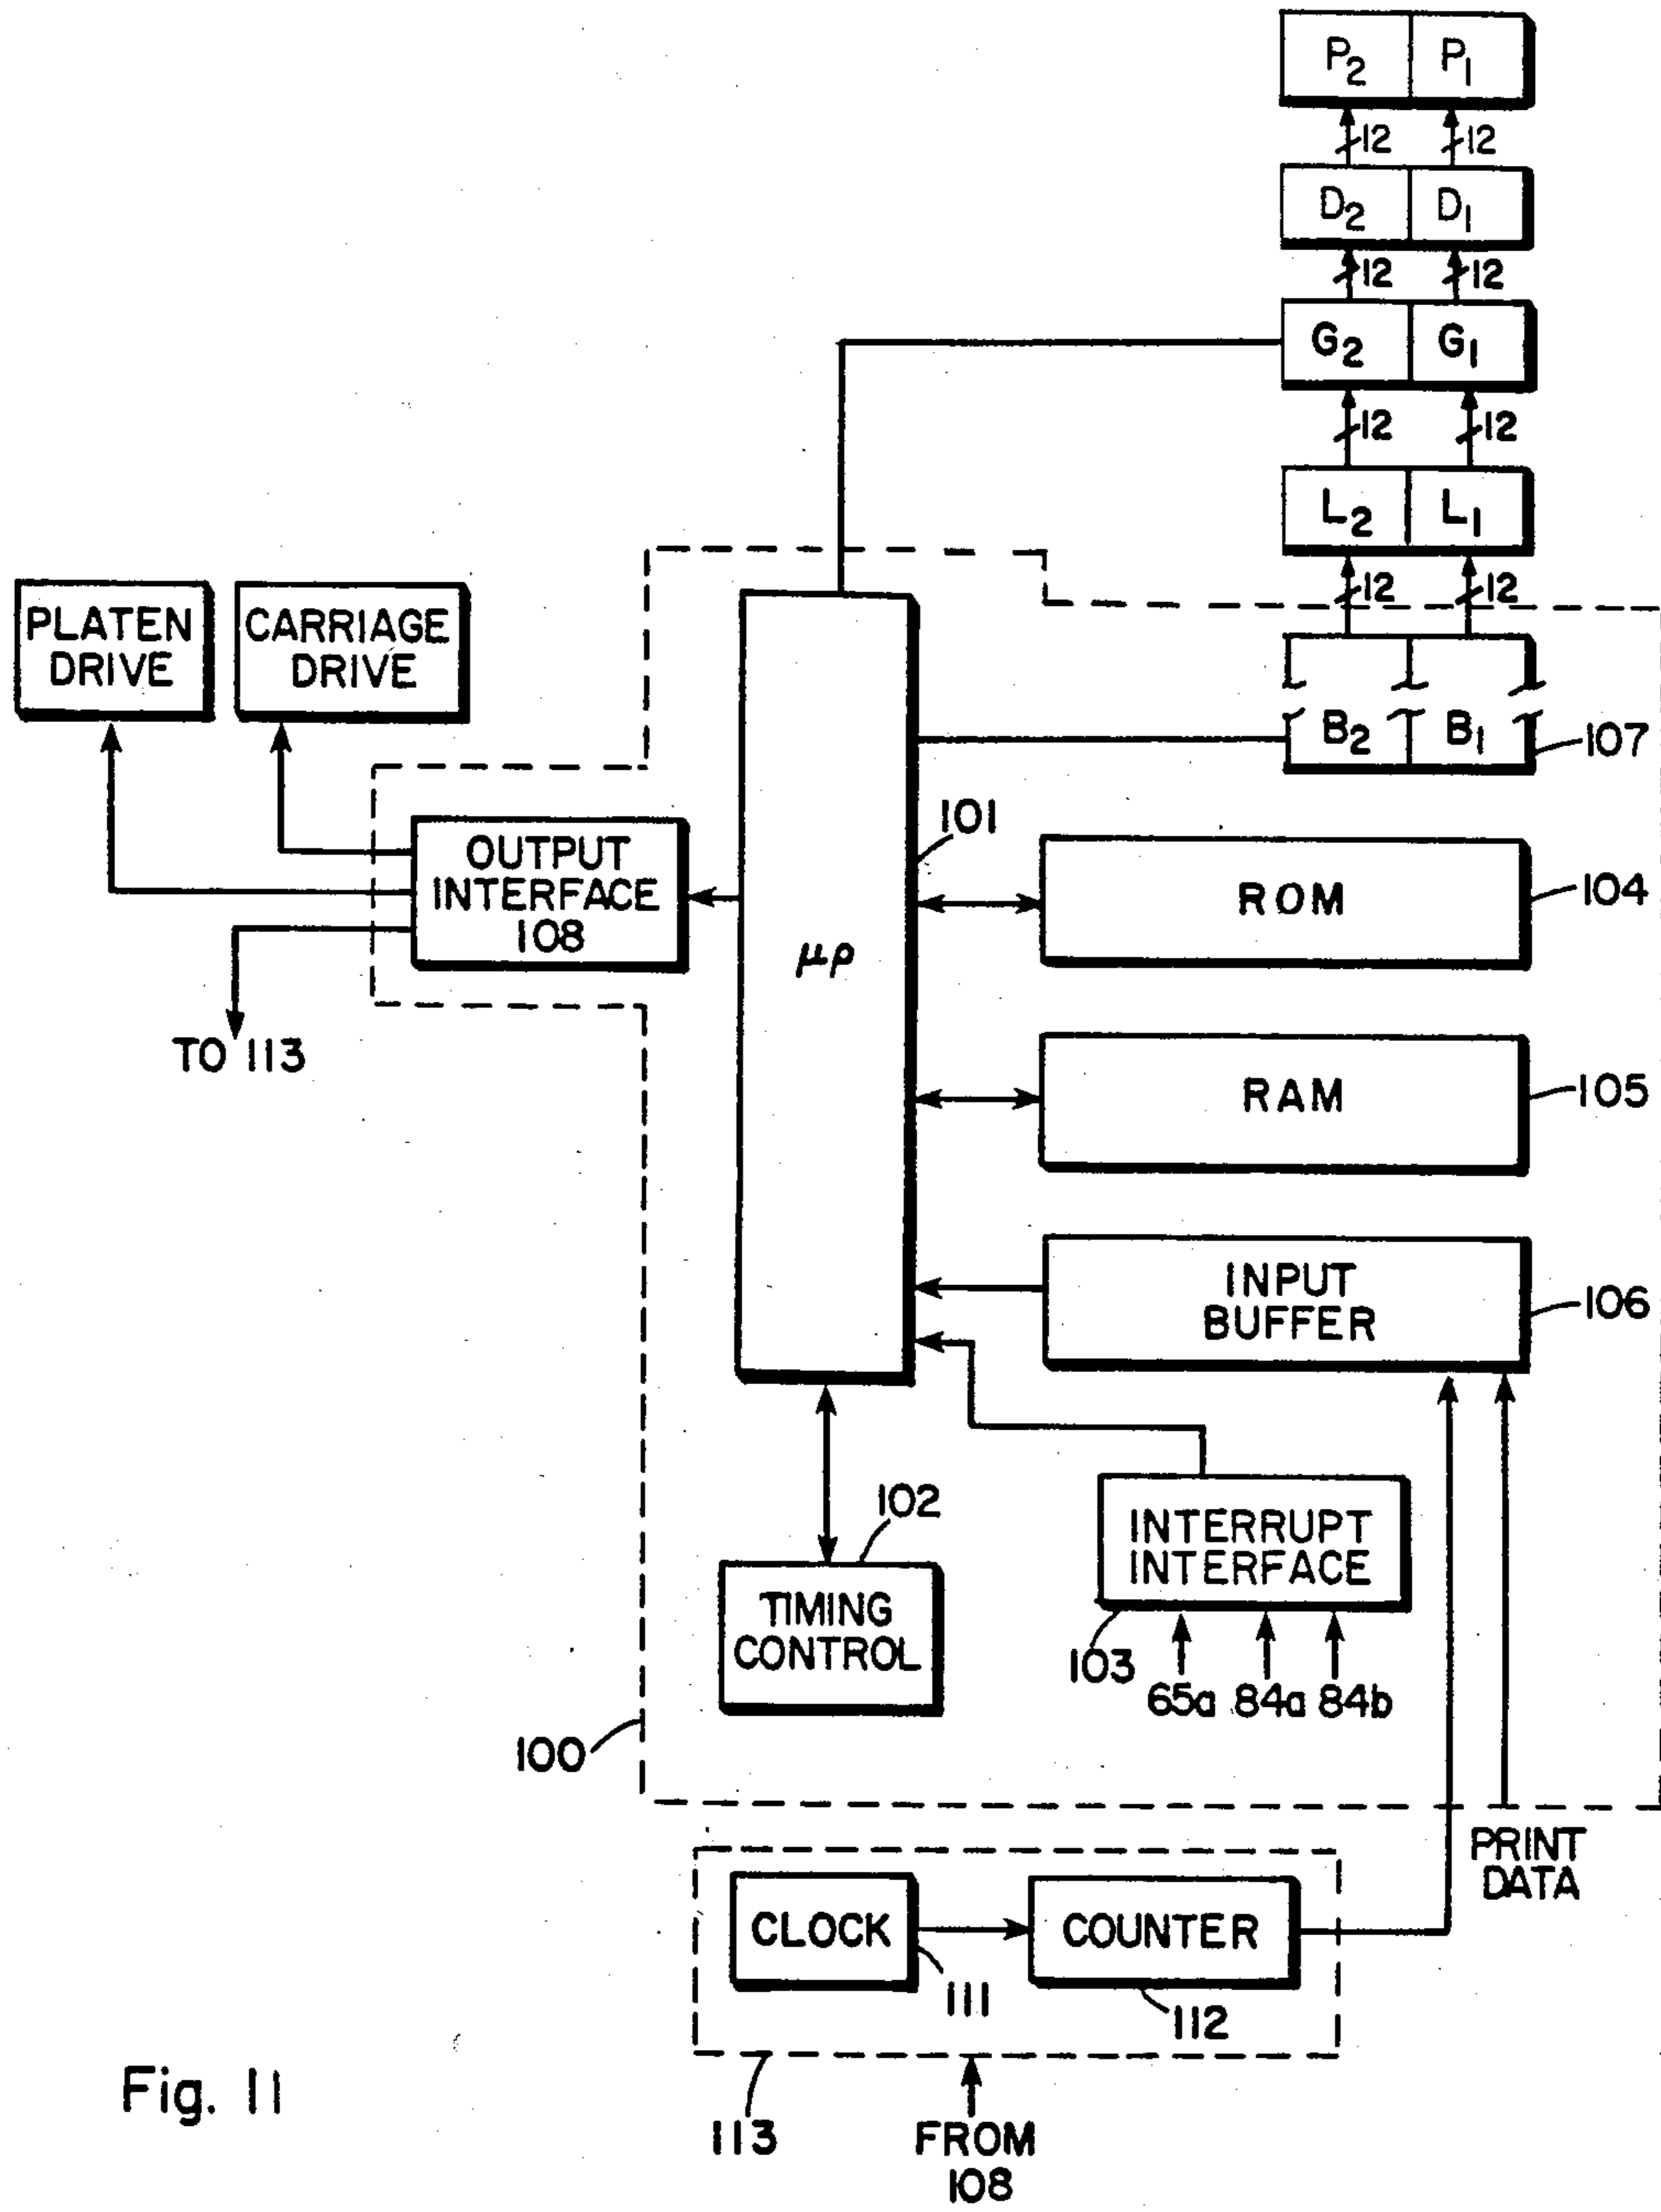 P2 P1
12 12
D2 D1
12 12
G2 G1
12 12
L2 L1
12 12
PLATEN
DRIVE
CARRIAGE
DRIVE
B2 B1
107
101
OUTPUT
INTERFACE
108
μρ
ROM
104
TO 113
RAM
105
INPUT
BUFFER
106
102
TIMING
CONTROL
INTERRUPT
INTERFACE
103
65a 84a 84b
100
PRINT
DATA
CLOCK
111
COUNTER
112
113
FROM
108
Fig. 11